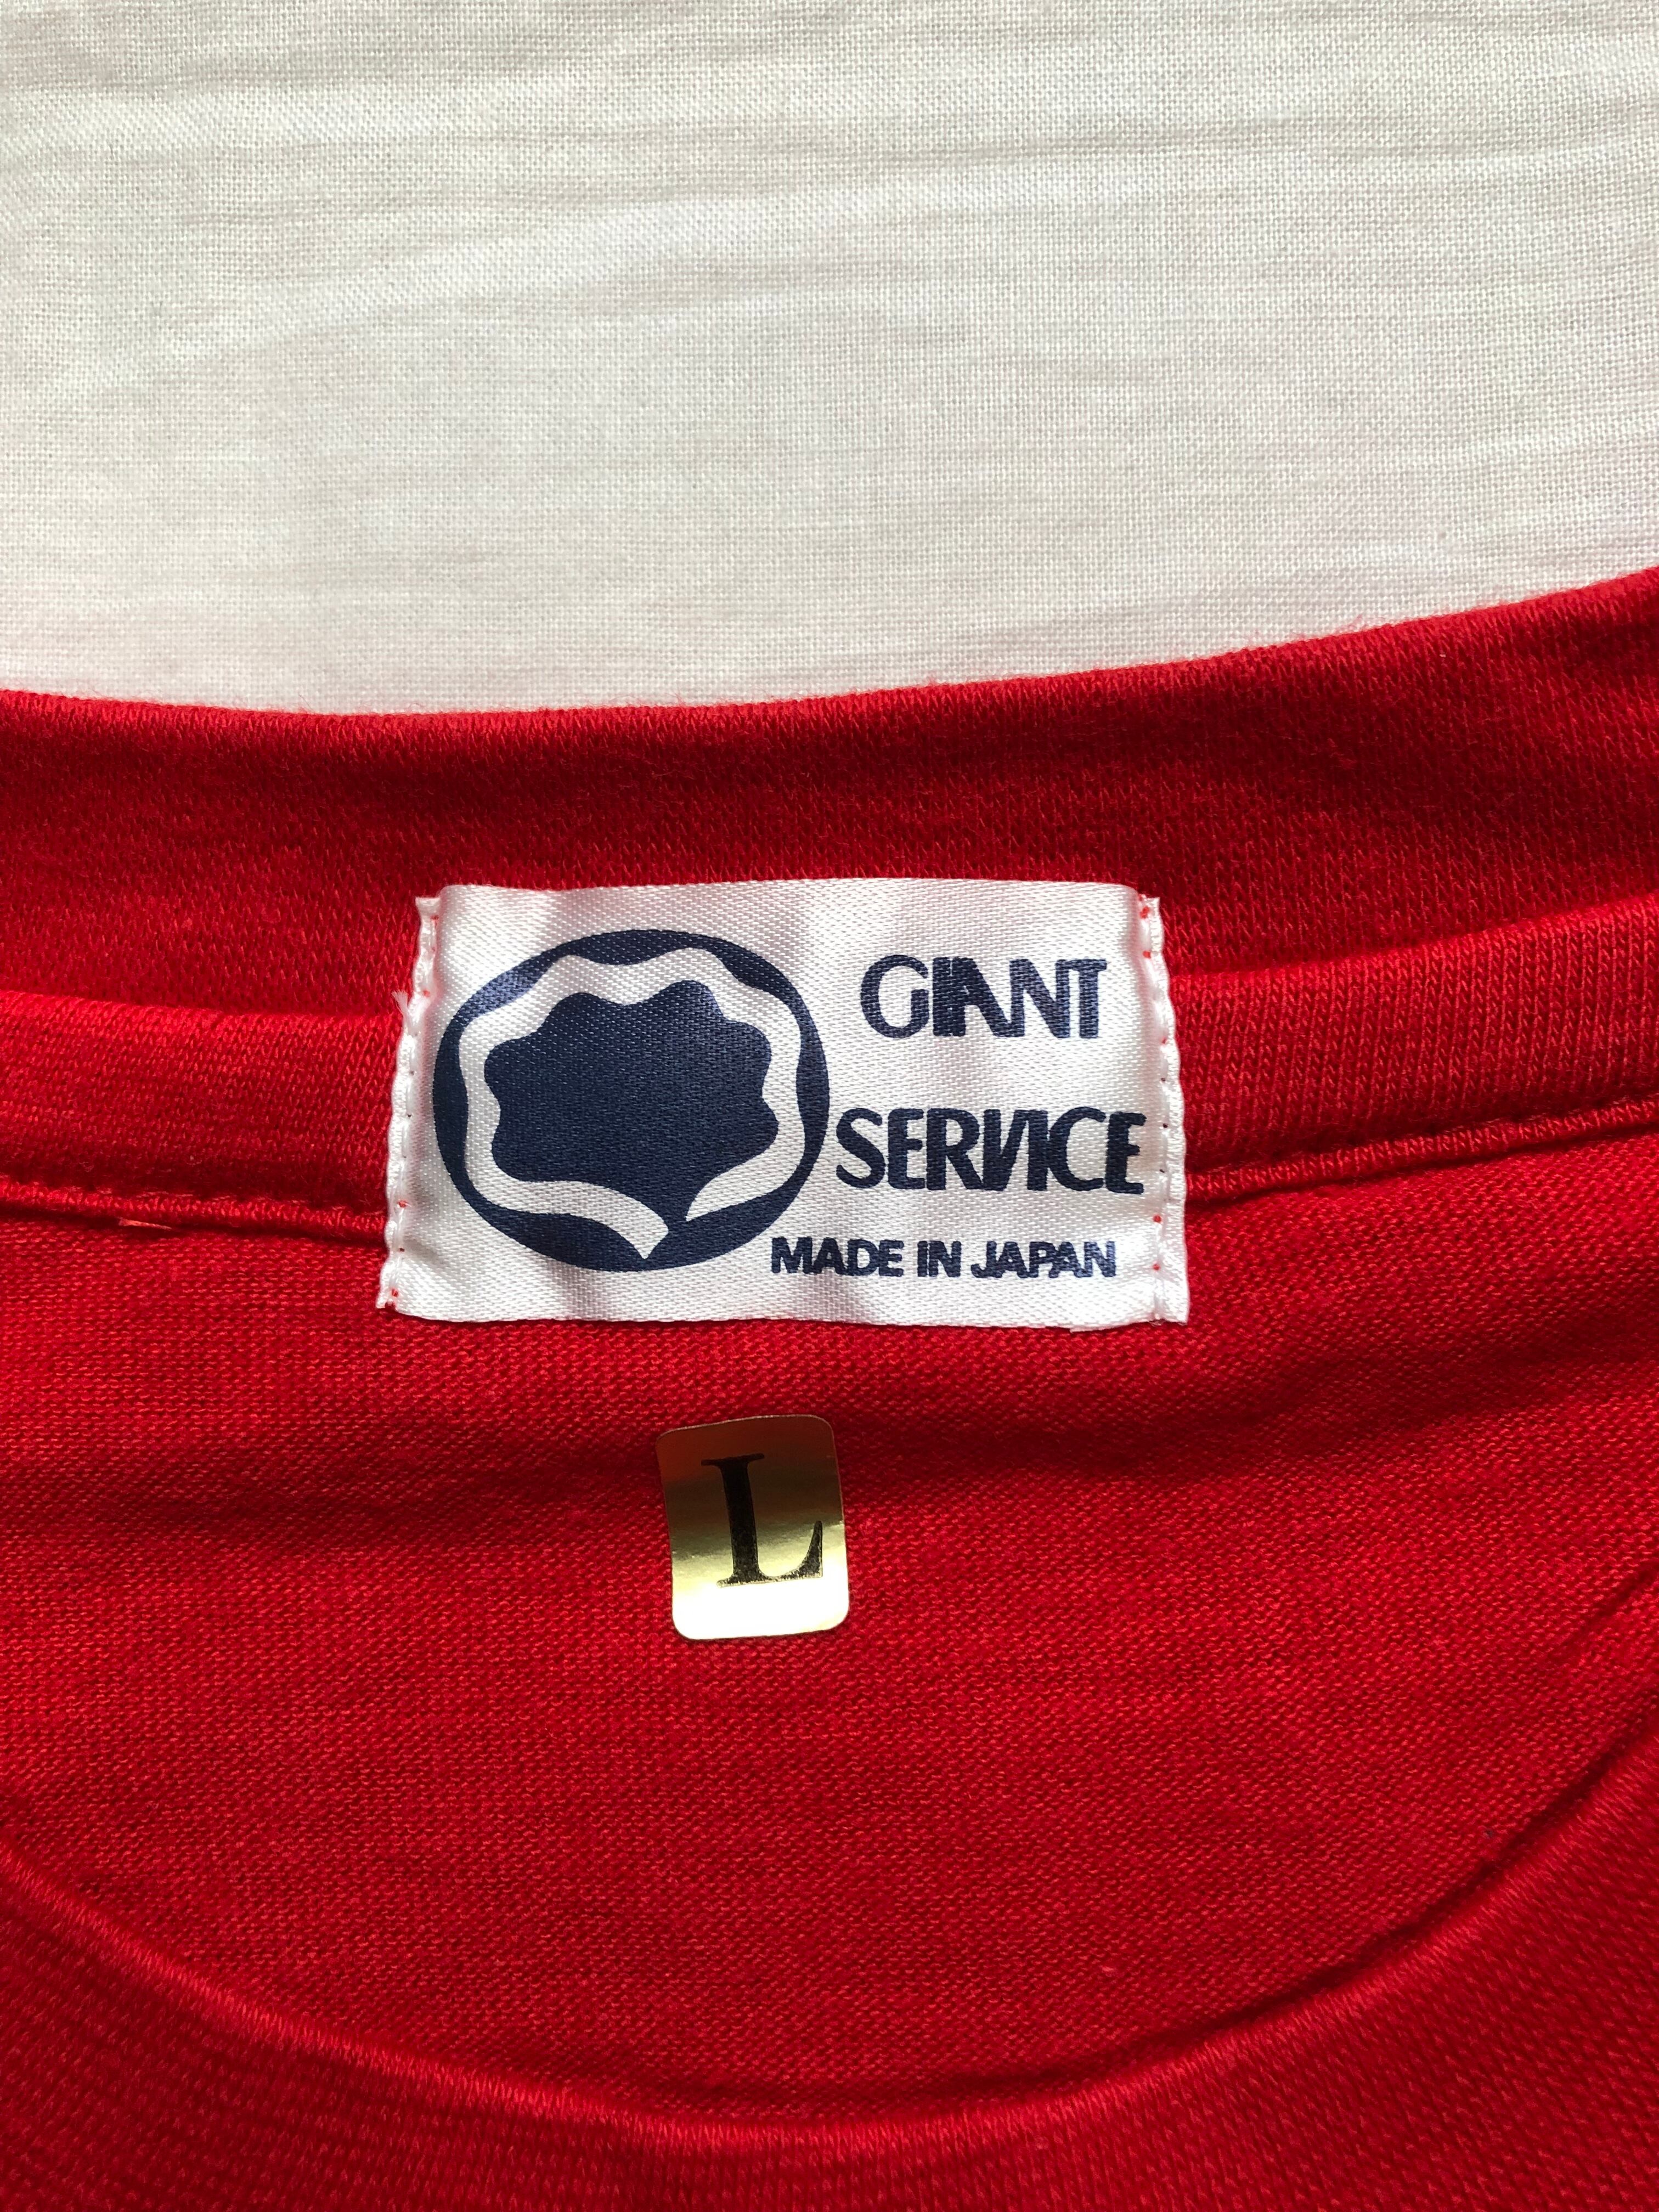 GIANT
SERVICE
MADE IN JAPAN
L